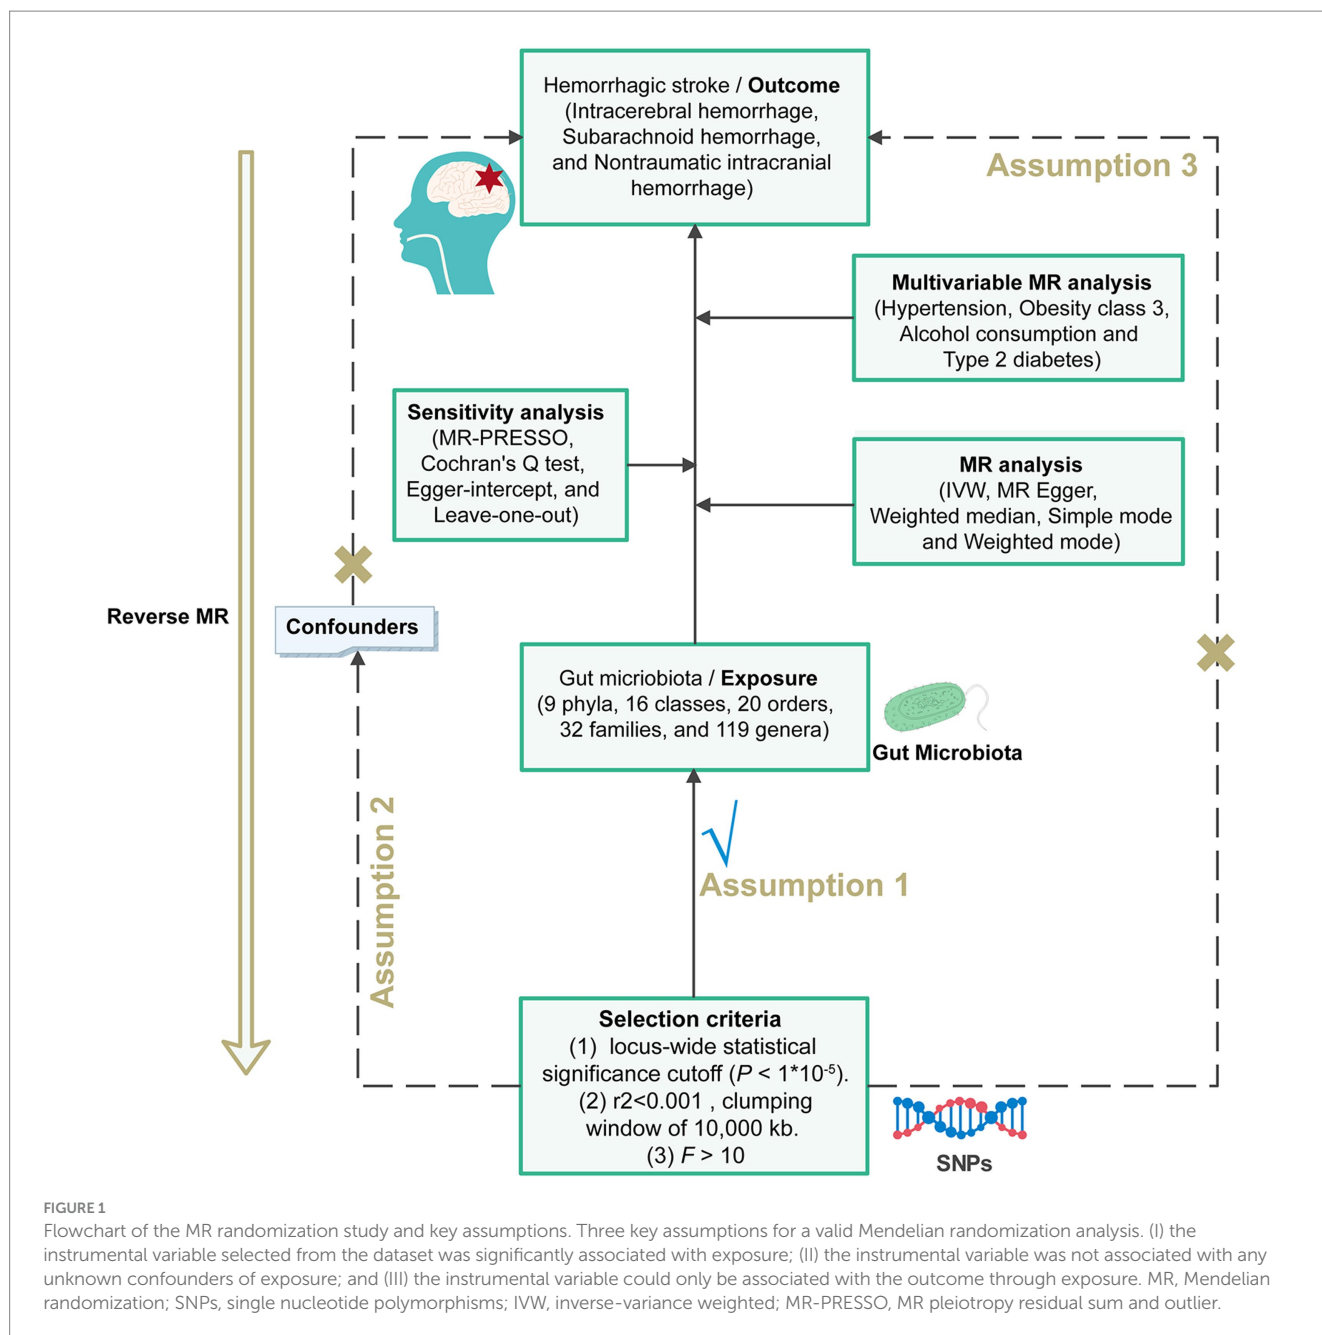 Hemorrhagic stroke / Outcome
(Intracerebral hemorrhage,
Subarachnoid hemorrhage,
and Nontraumatic intracranial
hemorrhage)
Assumption 3
Multivariable MR analysis
(Hypertension, Obesity class 3,
Alcohol consumption and
Type 2 diabetes)
Sensitivity analysis
(MR-PRESSO,
Cochran's Q test,
Egger-intercept, and
Leave-one-out)
MR analysis
(IVW, MR Egger,
Weighted median, Simple mode
and Weighted mode)
Reverse MR
Confounders
Gut micriobiota / Exposure
(9 phyla, 16 classes, 20 orders,
32 families, and 119 genera)
Gut Microbiota
Assumption 2
√
Assumption 1
Selection criteria
(1) locus-wide statistical
significance cutoff (P < 1*10⁻⁵).
(2) r2<0.001 , clumping
window of 10,000 kb.
(3) F > 10
SNPs
FIGURE 1
Flowchart of the MR randomization study and key assumptions. Three key assumptions for a valid Mendelian randomization analysis. (I) the
instrumental variable selected from the dataset was significantly associated with exposure; (II) the instrumental variable was not associated with any
unknown confounders of exposure; and (III) the instrumental variable could only be associated with the outcome through exposure. MR, Mendelian
randomization; SNPs, single nucleotide polymorphisms; IVW, inverse-variance weighted; MR-PRESSO, MR pleiotropy residual sum and outlier.